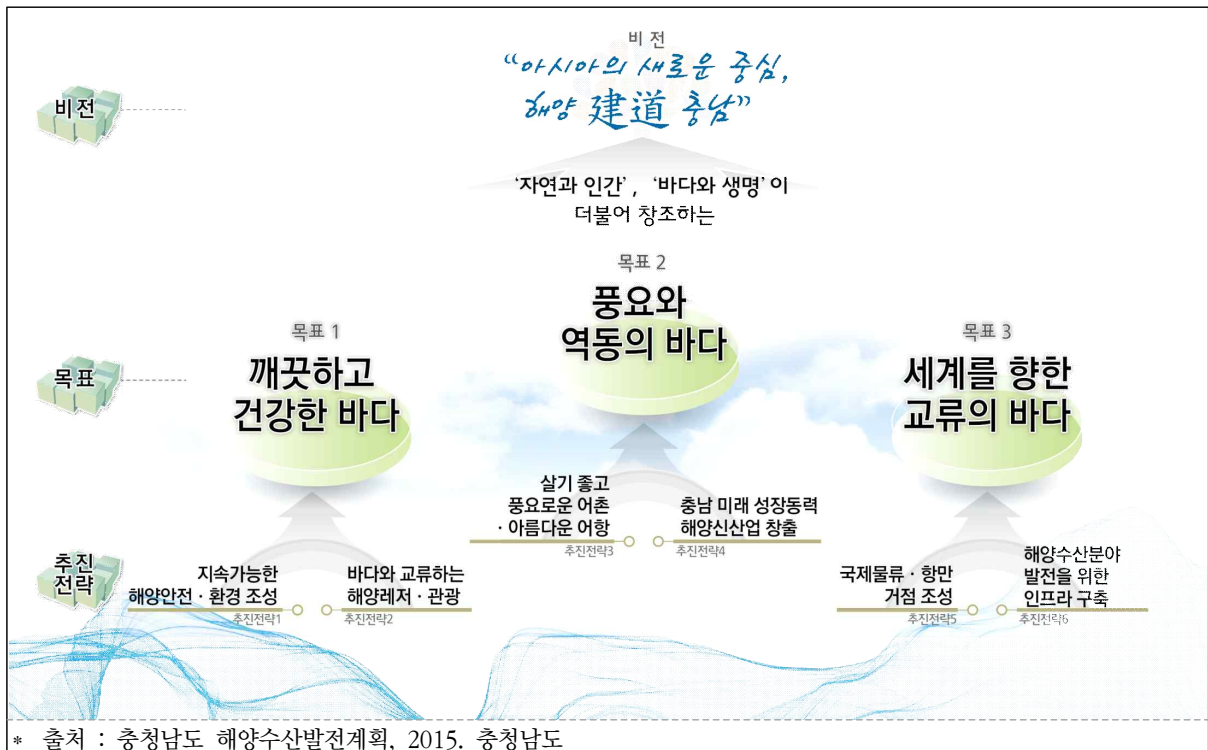 비 전
“아시아의 새로운 중심,
해양 建道 충남”
비전
‘자연과 인간’, ‘바다와 생명’이
더불어 창조하는
목표
목표 1
깨끗하고
건강한 바다
목표 2
풍요와
역동의 바다
목표 3
세계를 향한
교류의 바다
추진
전략
지속가능한
해양안전 · 환경 조성
추진전략1
바다와 교류하는
해양레저 · 관광
추진전략2
살기 좋고
풍요로운 어촌
· 아름다운 어항
추진전략3
충남 미래 성장동력
해양신산업 창출
추진전략4
국제물류 · 항만
거점 조성
추진전략5
해양수산분야
발전을 위한
인프라 구축
추진전략6
* 출처 : 충청남도 해양수산발전계획, 2015. 충청남도